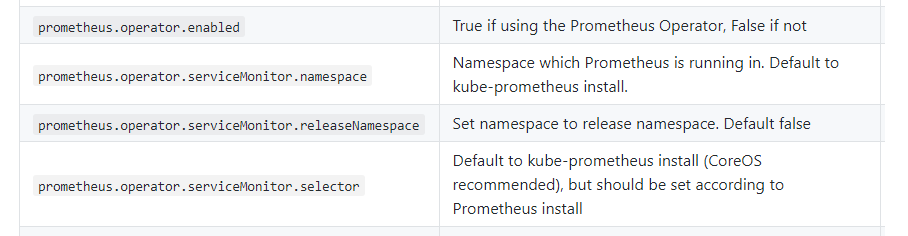 prometheus.operator.enabled
True if using the Prometheus Operator, False if not
prometheus.operator.serviceMonitor.namespace
Namespace which Prometheus is running in. Default to
kube-prometheus install.
prometheus.operator.serviceMonitor.releaseNamespace
Set namespace to release namespace. Default false
prometheus.operator.serviceMonitor.selector
Default to kube-prometheus install (CoreOS
recommended), but should be set according to
Prometheus install